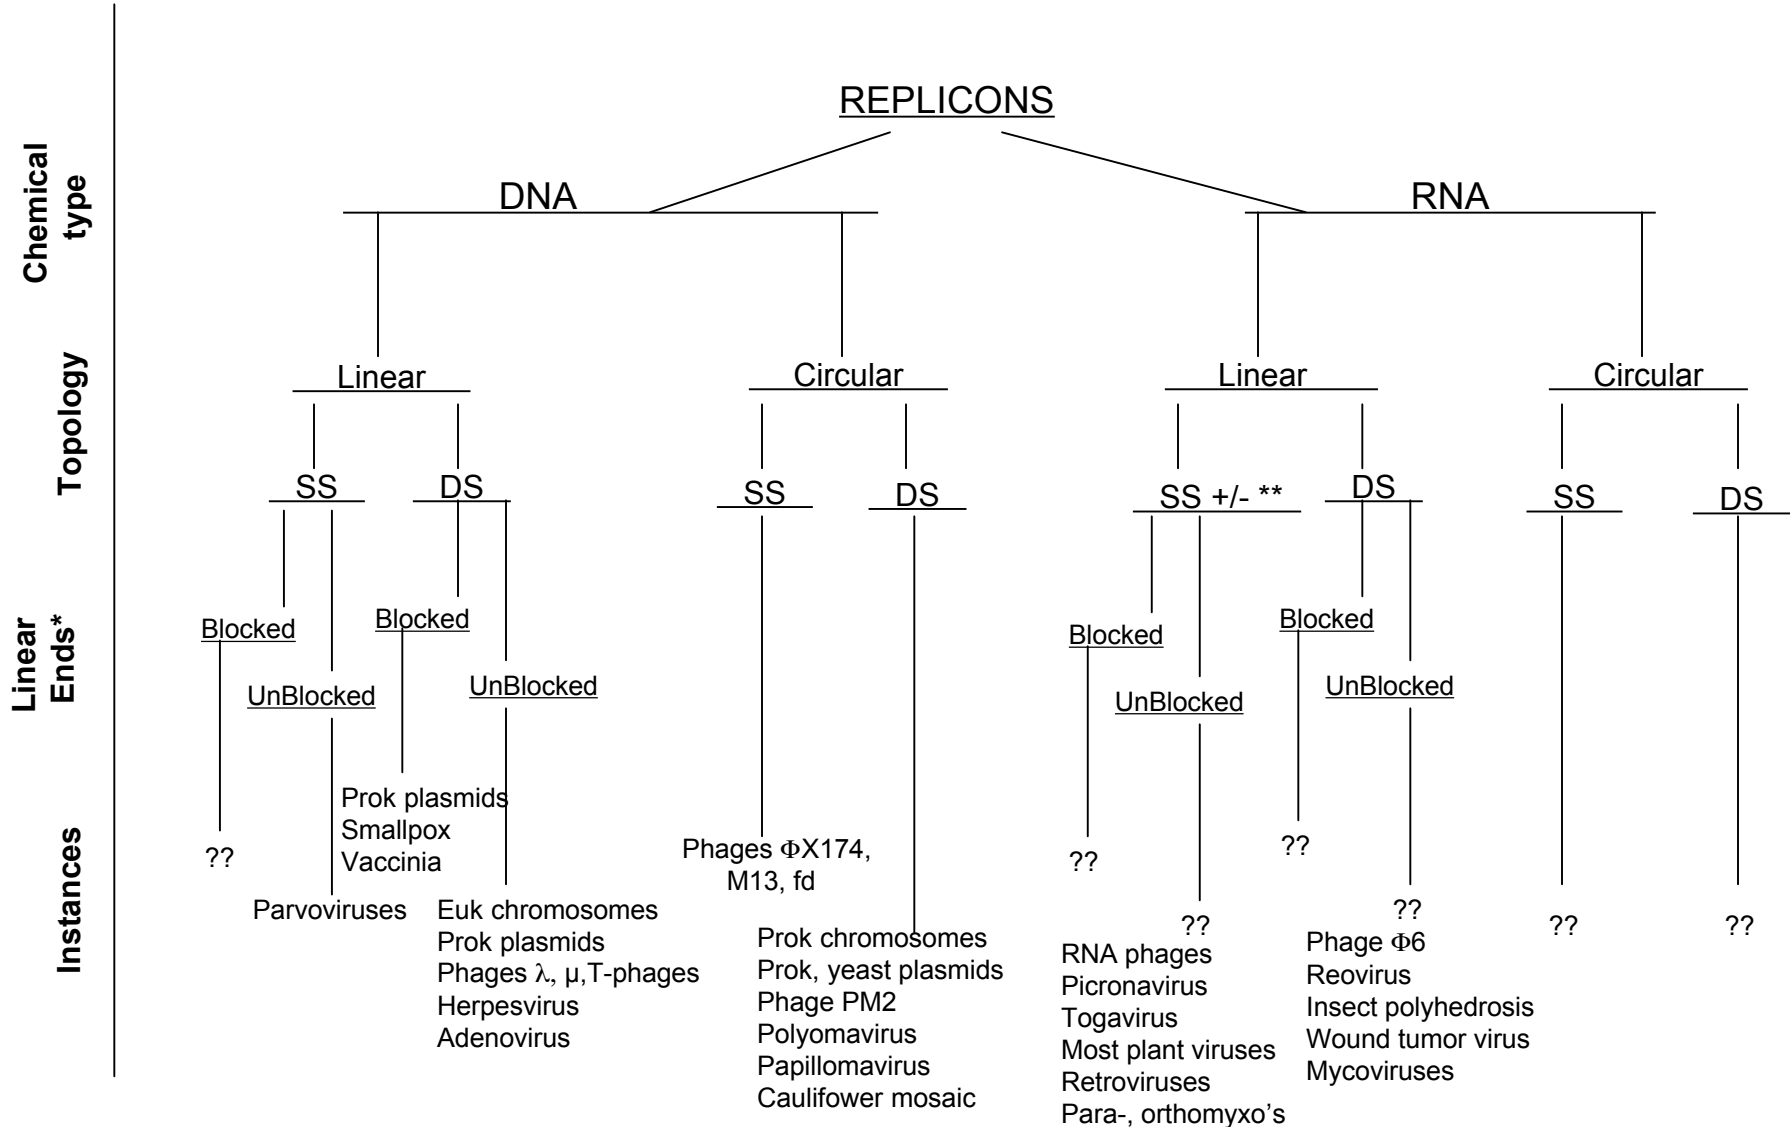 REPLICONS
Chemical
type
DNA
RNA
Topology
Linear
Circular
Linear
Circular
SS
DS
SS
DS
SS +/- **
DS
SS
DS
Linear
Ends*
Blocked
Blocked
Blocked
Blocked
UnBlocked
UnBlocked
UnBlocked
UnBlocked
Instances
??
Parvoviruses
Prok plasmids
Smallpox
Vaccinia
Euk chromosomes
Prok plasmids
Phages λ, μ,T-phages
Herpesvirus
Adenovirus
Phages ΦX174,
M13, fd
Prok chromosomes
Prok, yeast plasmids
Phage PM2
Polyomavirus
Papillomavirus
Caulifower mosaic
??
??
RNA phages
Picronavirus
Togavirus
Most plant viruses
Retroviruses
Para-, orthomyxo’s
??
??
Phage Φ6
Reovirus
Insect polyhedrosis
Wound tumor virus
Mycoviruses
??
??